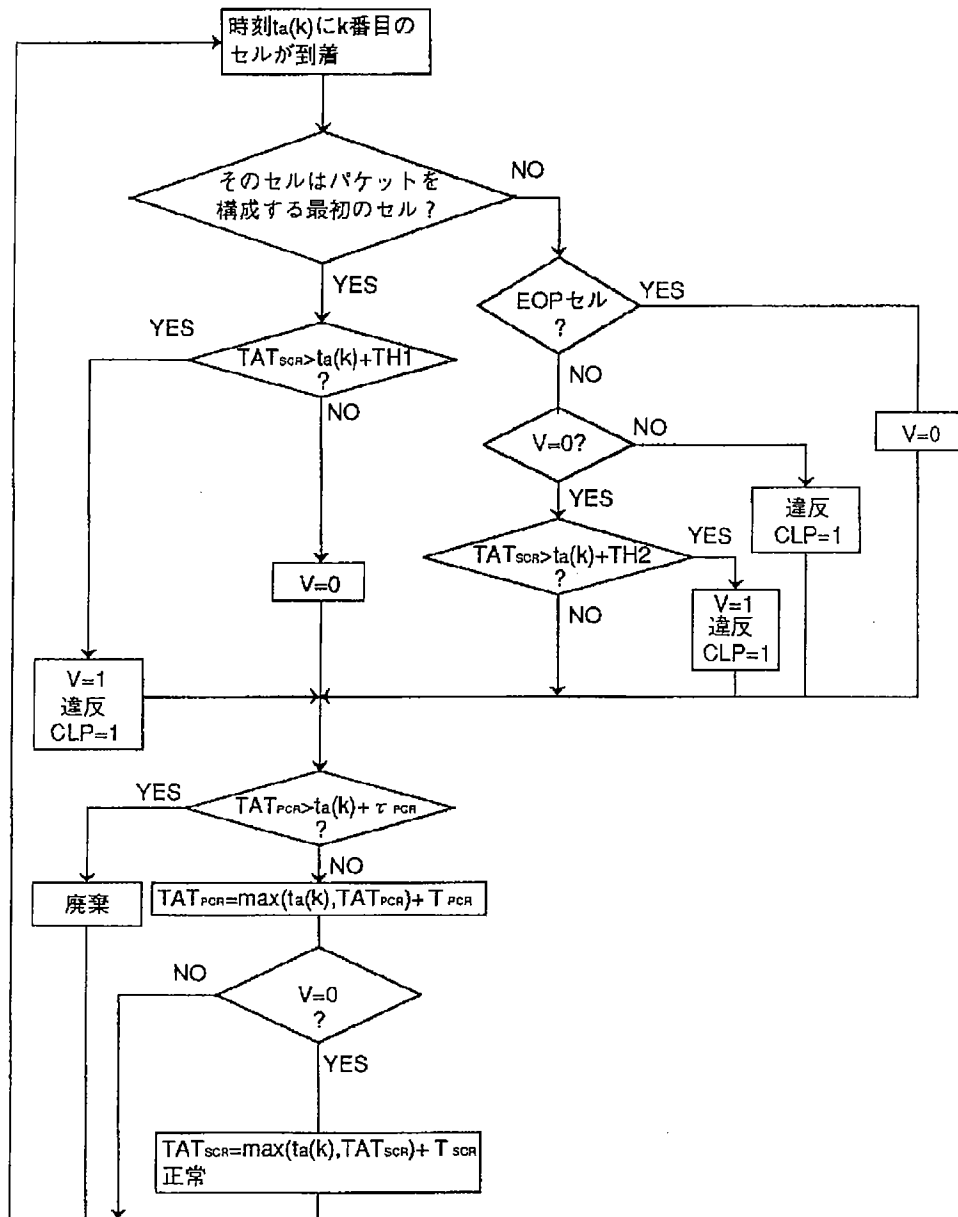 時刻ta(k)にk番目の
セルが到着
そのセルはパケットを
構成する最初のセル？
NO
YES
EOPセル
?
YES
YES
TATSCR>ta(k)+TH1
?
NO
NO
V=0?
NO
V=0
YES
違反
CLP=1
TATSCR>ta(k)+TH2
?
YES
V=0
NO
V=1
違反
CLP=1
V=1
違反
CLP=1
YES
TATPCR>ta(k)+τPCR
?
NO
廃棄
TATPCR=max(ta(k),TATPCR)+TPCR
NO
V=0
?
YES
TATSCR=max(ta(k),TATSCR)+TSCR
正常